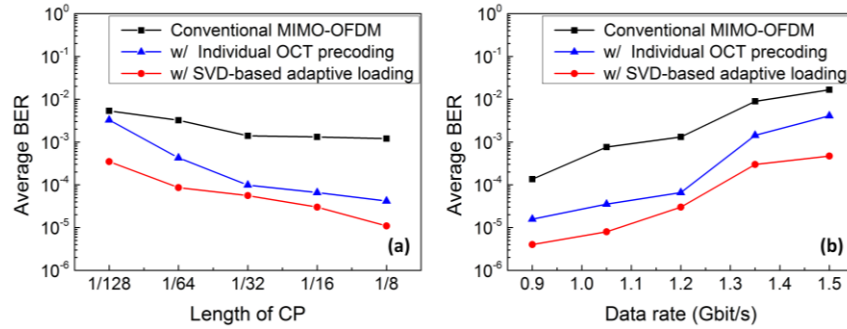 10^0
10^-1
10^-2
10^-3
10^-4
10^-5
10^-6
Average BER
Conventional MIMO-OFDM
w/ Individual OCT precoding
w/ SVD-based adaptive loading
(a)
1/128 1/64 1/32 1/16 1/8
Length of CP
10^0
10^-1
10^-2
10^-3
10^-4
10^-5
10^-6
Average BER
Conventional MIMO-OFDM
w/ Individual OCT precoding
w/ SVD-based adaptive loading
(b)
0.9 1.0 1.1 1.2 1.3 1.4 1.5
Data rate (Gbit/s)